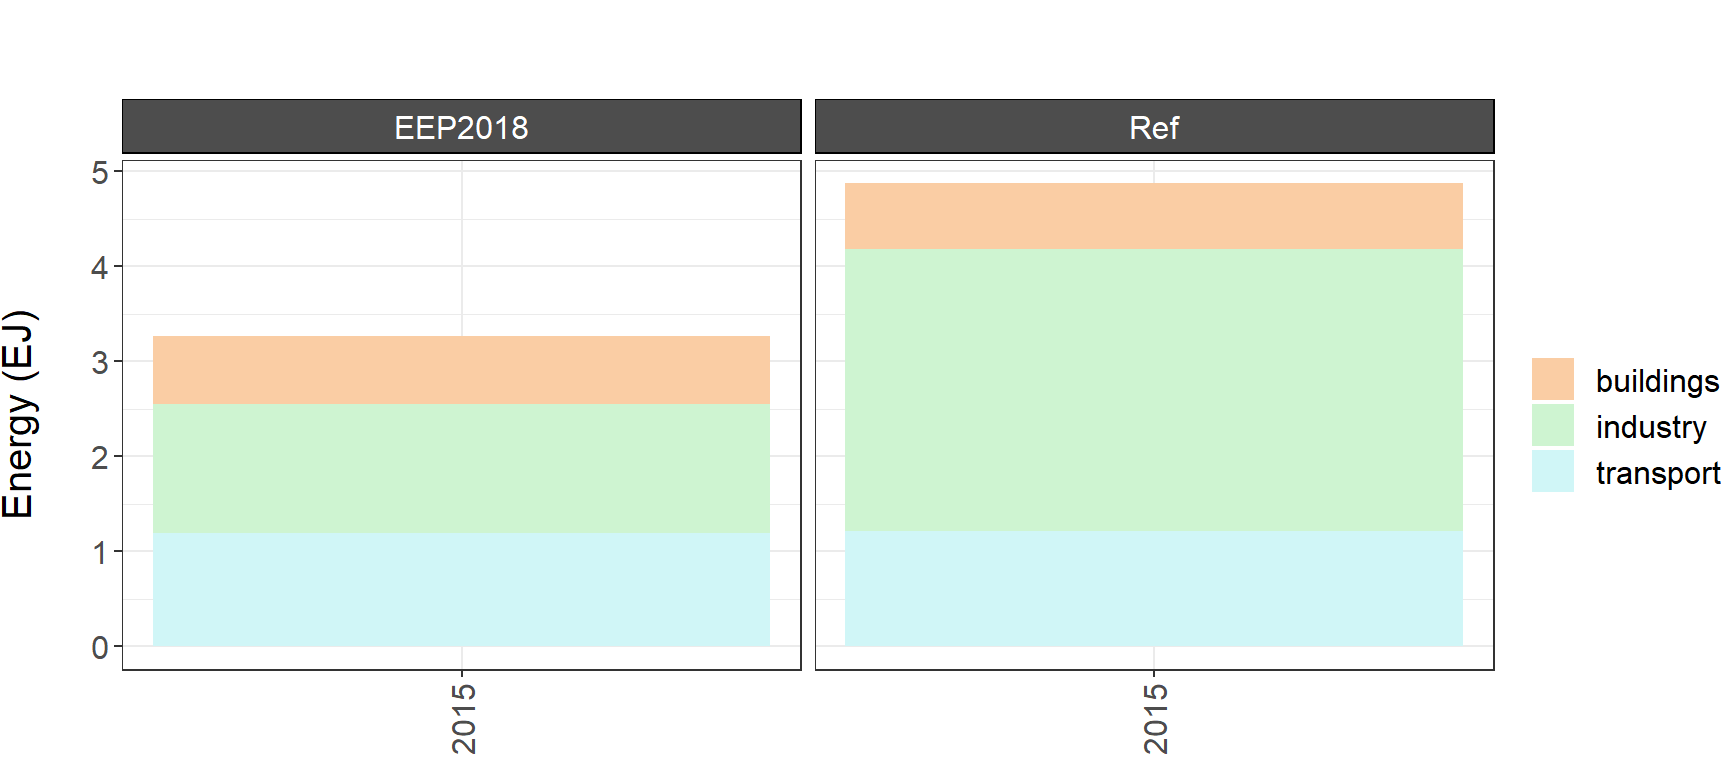 EEP2018
Ref
Energy (EJ)
5
4
3
2
1
0
2015
2015
buildings
industry
transport